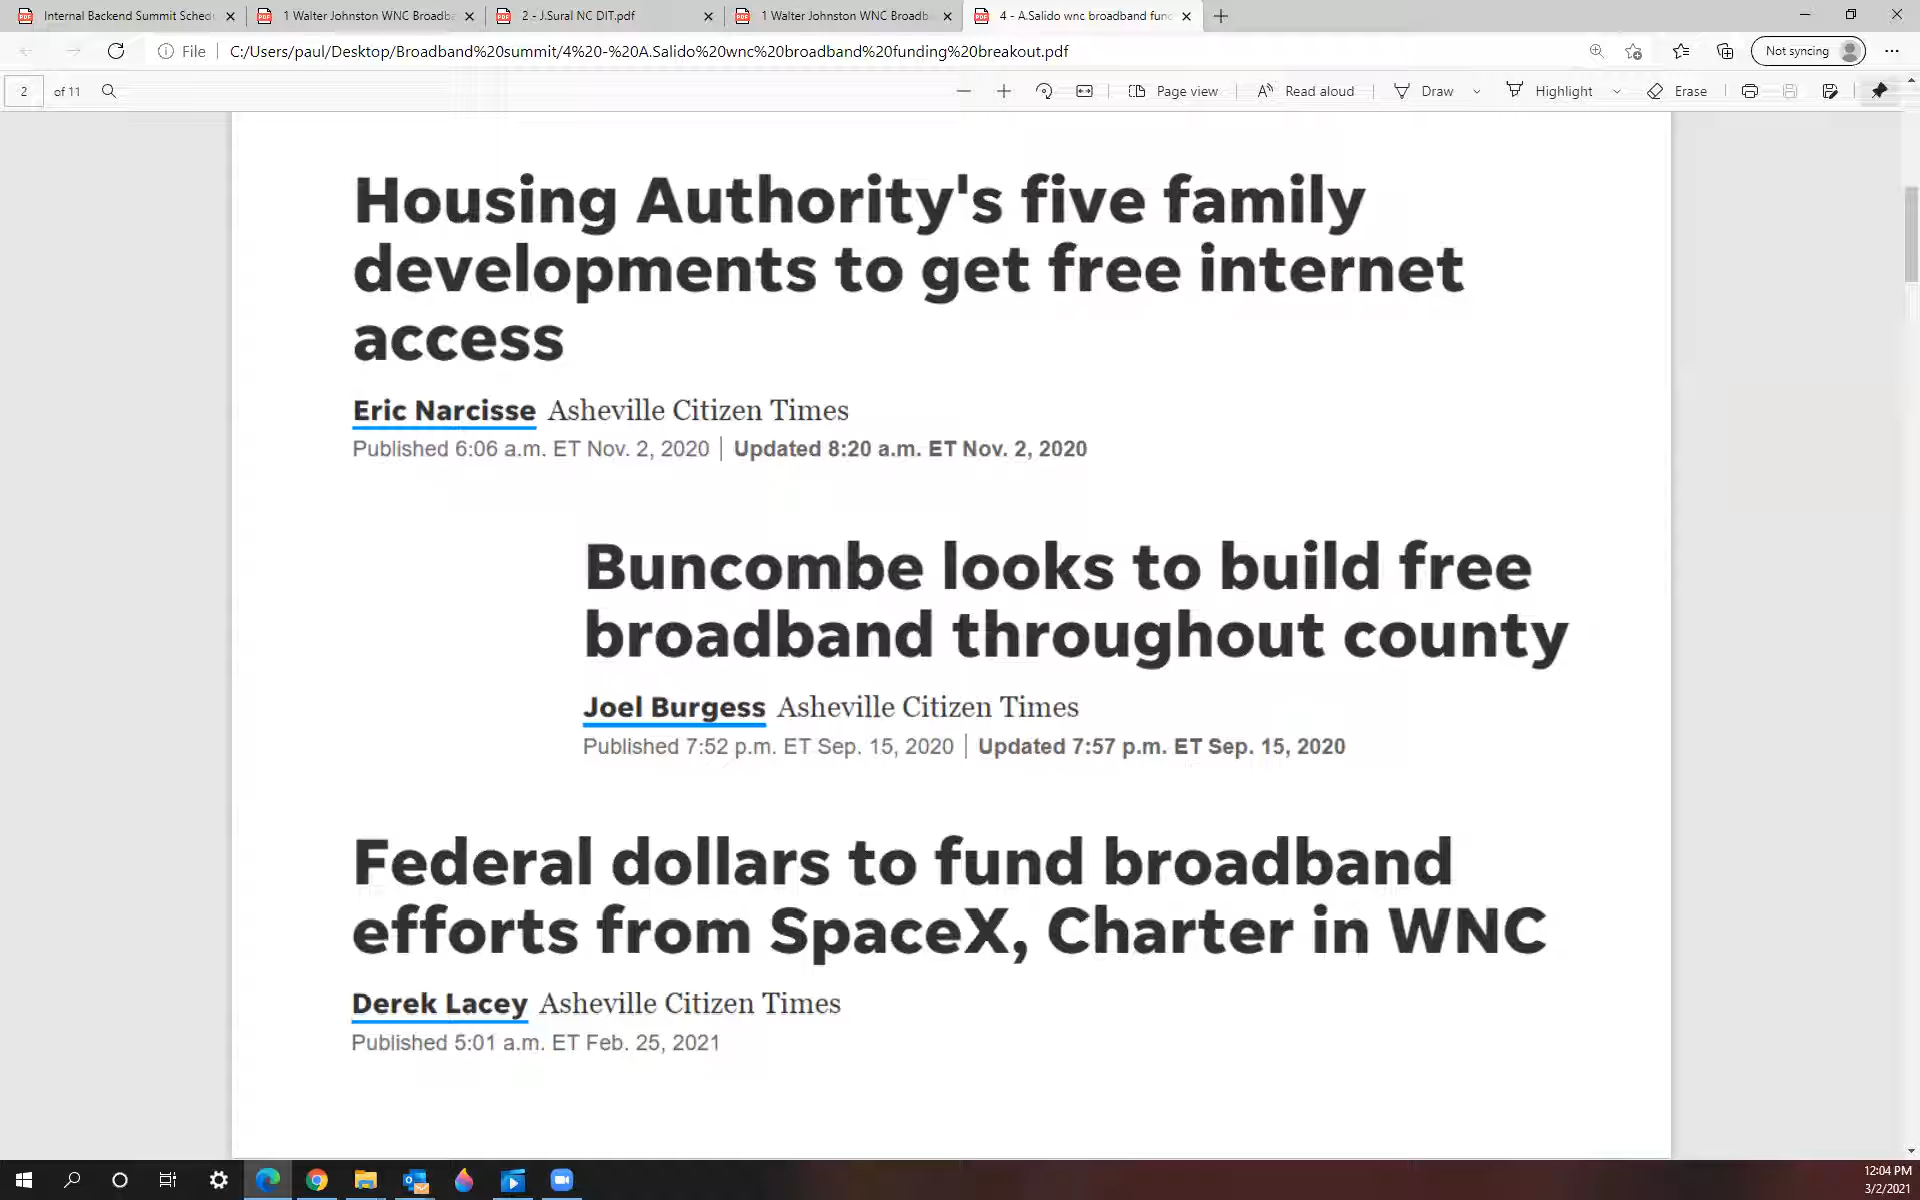 Internal Backend Summit Sched
1 Walter Johnston WNC Broadba
2 - J.Sural NC DIT.pdf
1 Walter Johnston WNC Broadb
4 - A.Salido wnc broadband fun
File
C:/Users/paul/Desktop/Broadband%20summit/4%20-%20A.Salido%20wnc%20broadband%20funding%20breakout.pdf
Not syncing
2 of 11
Page view
Read aloud
Draw
Highlight
Erase
Housing Authority's five family
developments to get free internet
access
Eric Narcisse Asheville Citizen Times
Published 6:06 a.m. ET Nov. 2, 2020 | Updated 8:20 a.m. ET Nov. 2, 2020
Buncombe looks to build free
broadband throughout county
Joel Burgess Asheville Citizen Times
Published 7:52 p.m. ET Sep. 15, 2020 | Updated 7:57 p.m. ET Sep. 15, 2020
Federal dollars to fund broadband
efforts from SpaceX, Charter in WNC
Derek Lacey Asheville Citizen Times
Published 5:01 a.m. ET Feb. 25, 2021
12:04 PM
3/2/2021